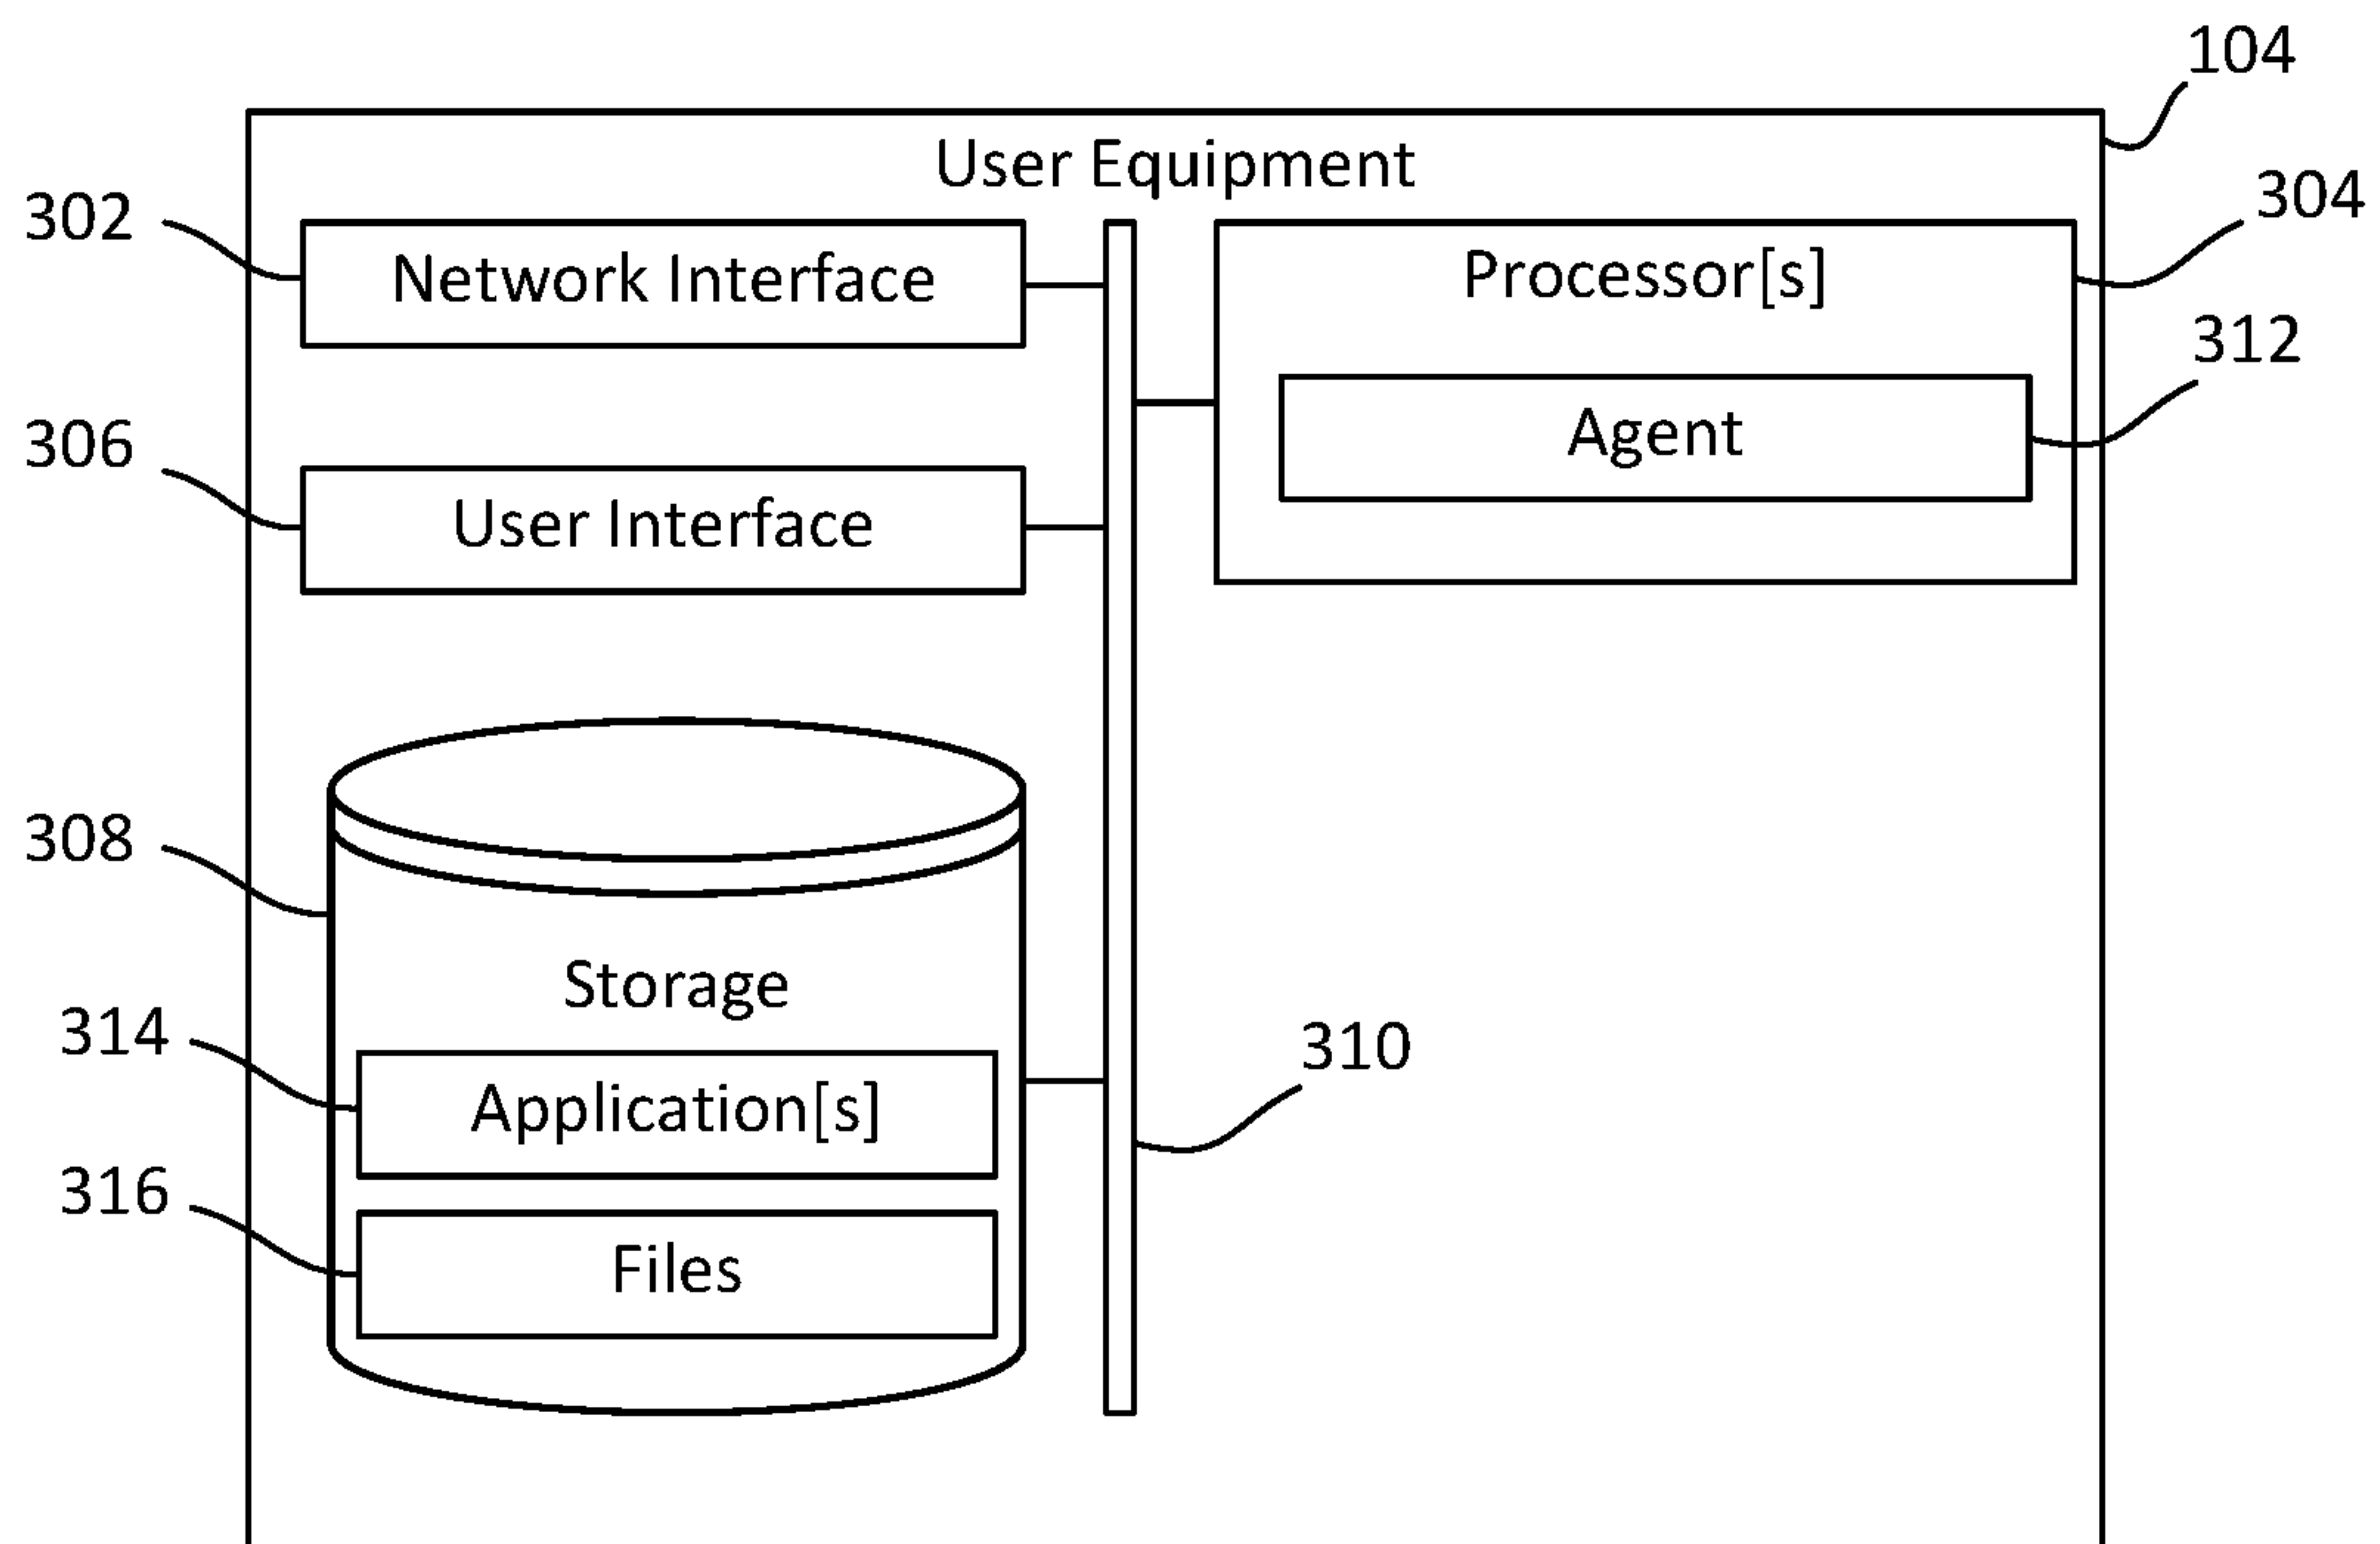 104
User Equipment
302
Network Interface
Processor[s]
304
312
Agent
306
User Interface
308
Storage
314
Application[s]
310
316
Files